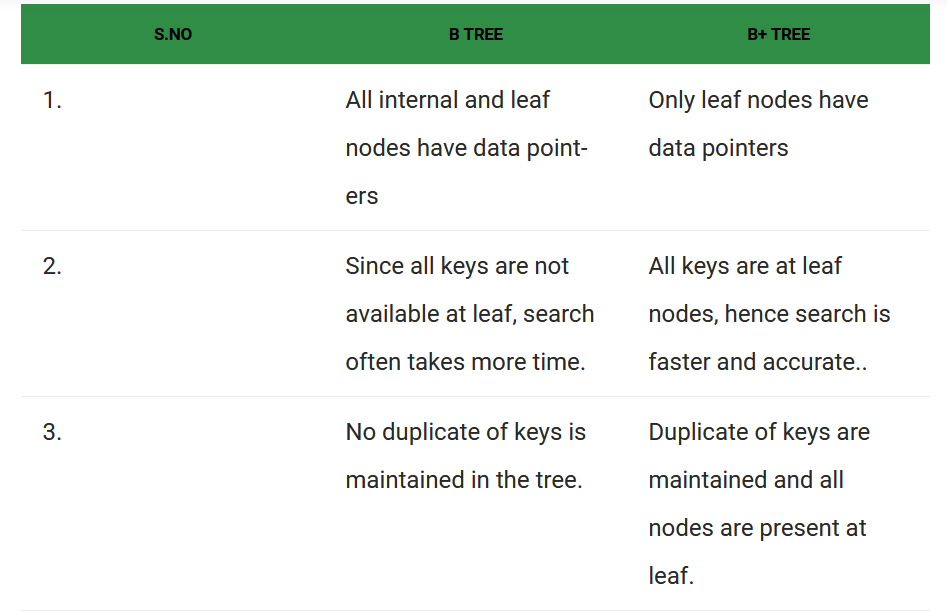 S.NO B TREE B+ TREE
1. All internal and leaf Only leaf nodes have
nodes have data point- data pointers
ers
2. Since all keys are not All keys are at leaf
available at leaf, search nodes, hence search is
often takes more time. faster and accurate..
3. No duplicate of keys is Duplicate of keys are
maintained in the tree. maintained and all
nodes are present at
leaf.